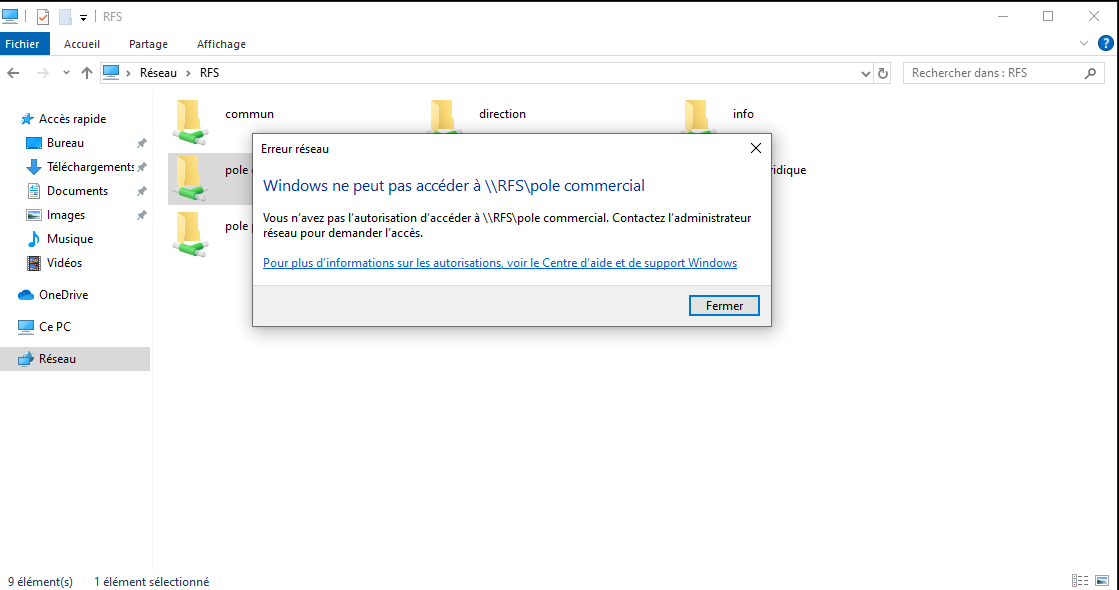 RFS
Fichier Accueil Partage Affichage
Réseau RFS
Rechercher dans : RFS
Accès rapide
Bureau
Téléchargements
Documents
Images
Musique
Vidéos
OneDrive
Ce PC
Réseau
commun direction info
pole
ridique
pole
Erreur réseau
Windows ne peut pas accéder à \\RFS\pole commercial
Vous n'avez pas l'autorisation d'accéder à \\RFS\pole commercial. Contactez l'administrateur
réseau pour demander l'accès.
Pour plus d'informations sur les autorisations, voir le Centre d'aide et de support Windows
Fermer
9 élément(s) 1 élément sélectionné